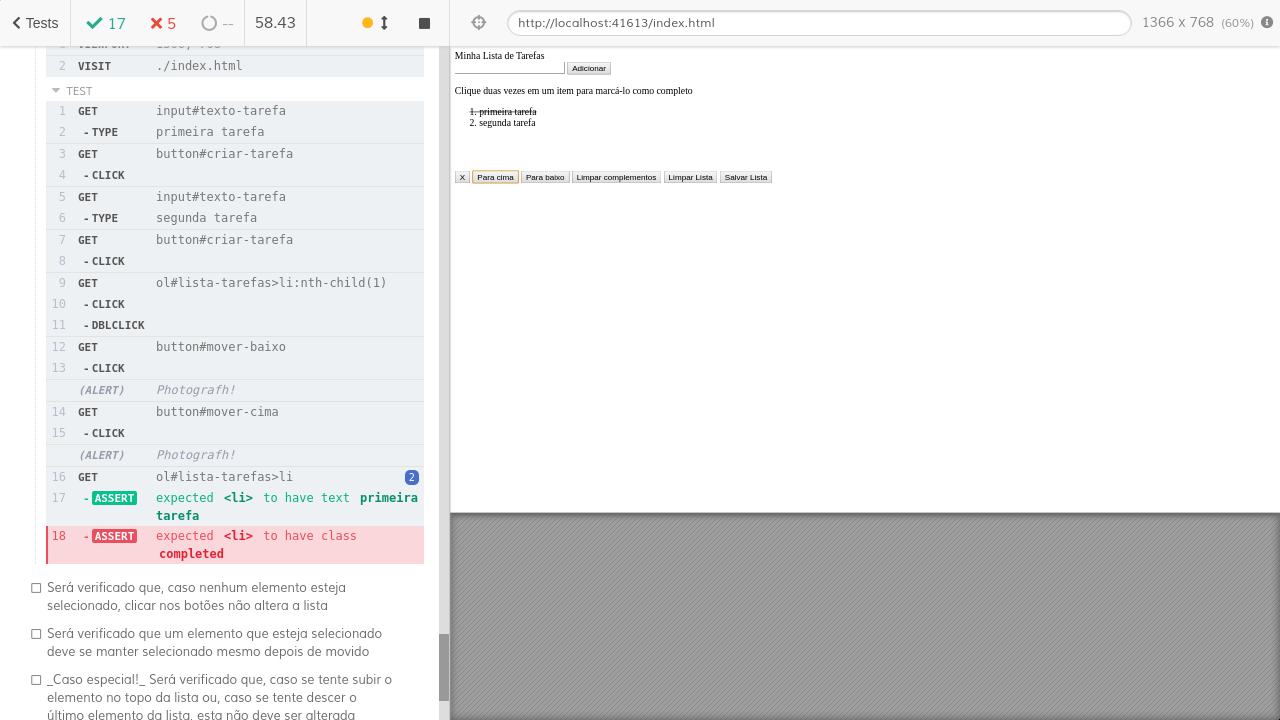 Tests 17 5 -- 58.43
http://localhost:41613/index.html 1366 x 768 (60%)
2 VISIT ./index.html
TEST
1 GET input#texto-tarefa
2 - TYPE primeira tarefa
3 GET button#criar-tarefa
4 - CLICK
5 GET input#texto-tarefa
6 - TYPE segunda tarefa
7 GET button#criar-tarefa
8 - CLICK
9 GET ol#lista-tarefas>li:nth-child(1)
10 - CLICK
11 - DBLCLICK
12 GET button#mover-baixo
13 - CLICK
(ALERT) Photografh!
14 GET button#mover-cima
15 - CLICK
(ALERT) Photografh!
16 GET ol#lista-tarefas>li 2
17 - ASSERT expected <li> to have text primeira
tarefa
18 - ASSERT expected <li> to have class
completed
Será verificado que, caso nenhum elemento esteja
selecionado, clicar nos botões não altera a lista
Será verificado que um elemento que esteja selecionado
deve se manter selecionado mesmo depois de movido
_Caso especial!_ Será verificado que, caso se tente subir o
elemento no topo da lista ou, caso se tente descer o
último elemento da lista, esta não deve ser alterada
Minha Lista de Tarefas
Adicionar
Clique duas vezes em um item para marcá-lo como completo
1. primeira tarefa
2. segunda tarefa
X Para cima Para baixo Limpar complementos Limpar Lista Salvar Lista